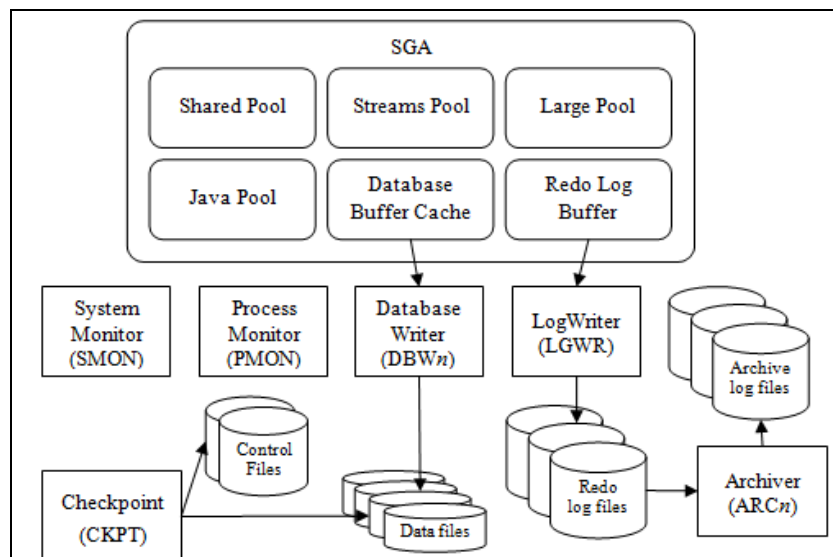 SGA
Shared Pool
Streams Pool
Large Pool
Java Pool
Database
Buffer Cache
Redo Log
Buffer
System
Monitor
(SMON)
Process
Monitor
(PMON)
Database
Writer
(DBWn)
LogWriter
(LGWR)
Archive
log files
Control
Files
Checkpoint
(CKPT)
Data files
Redo
log files
Archiver
(ARCn)